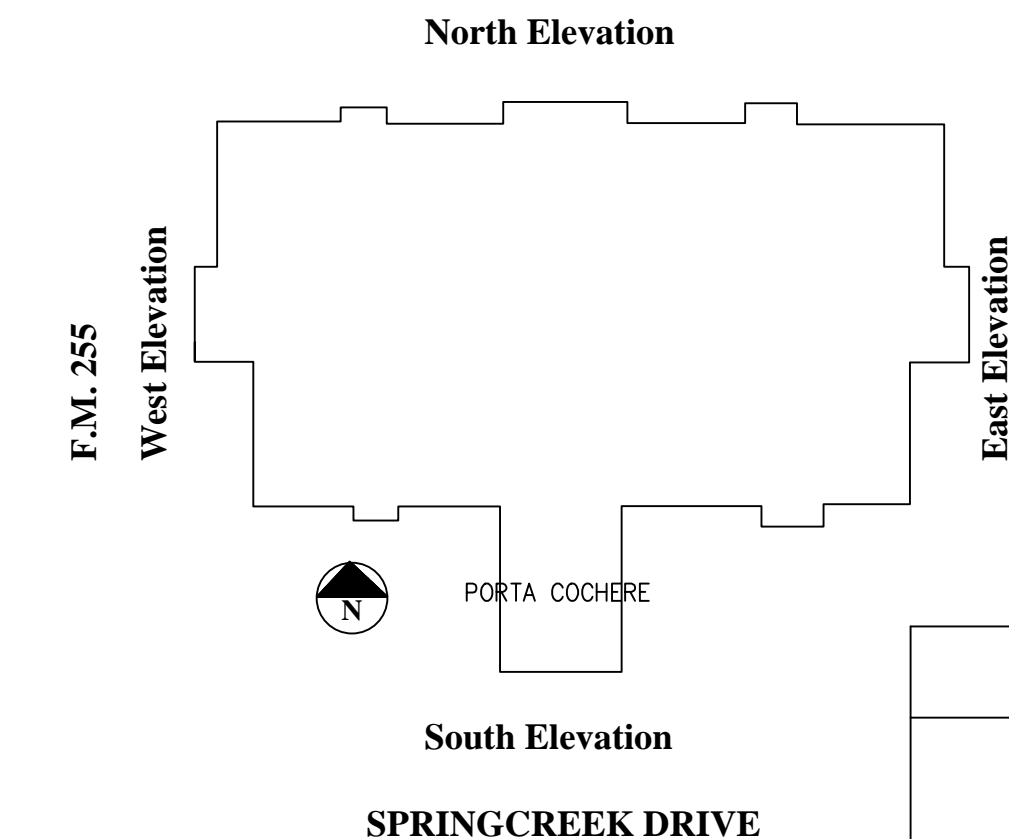 North Elevation
West Elevation
F.M. 255
East Elevation
N
PORTA COCHERE
South Elevation
SPRINGCREEK DRIVE